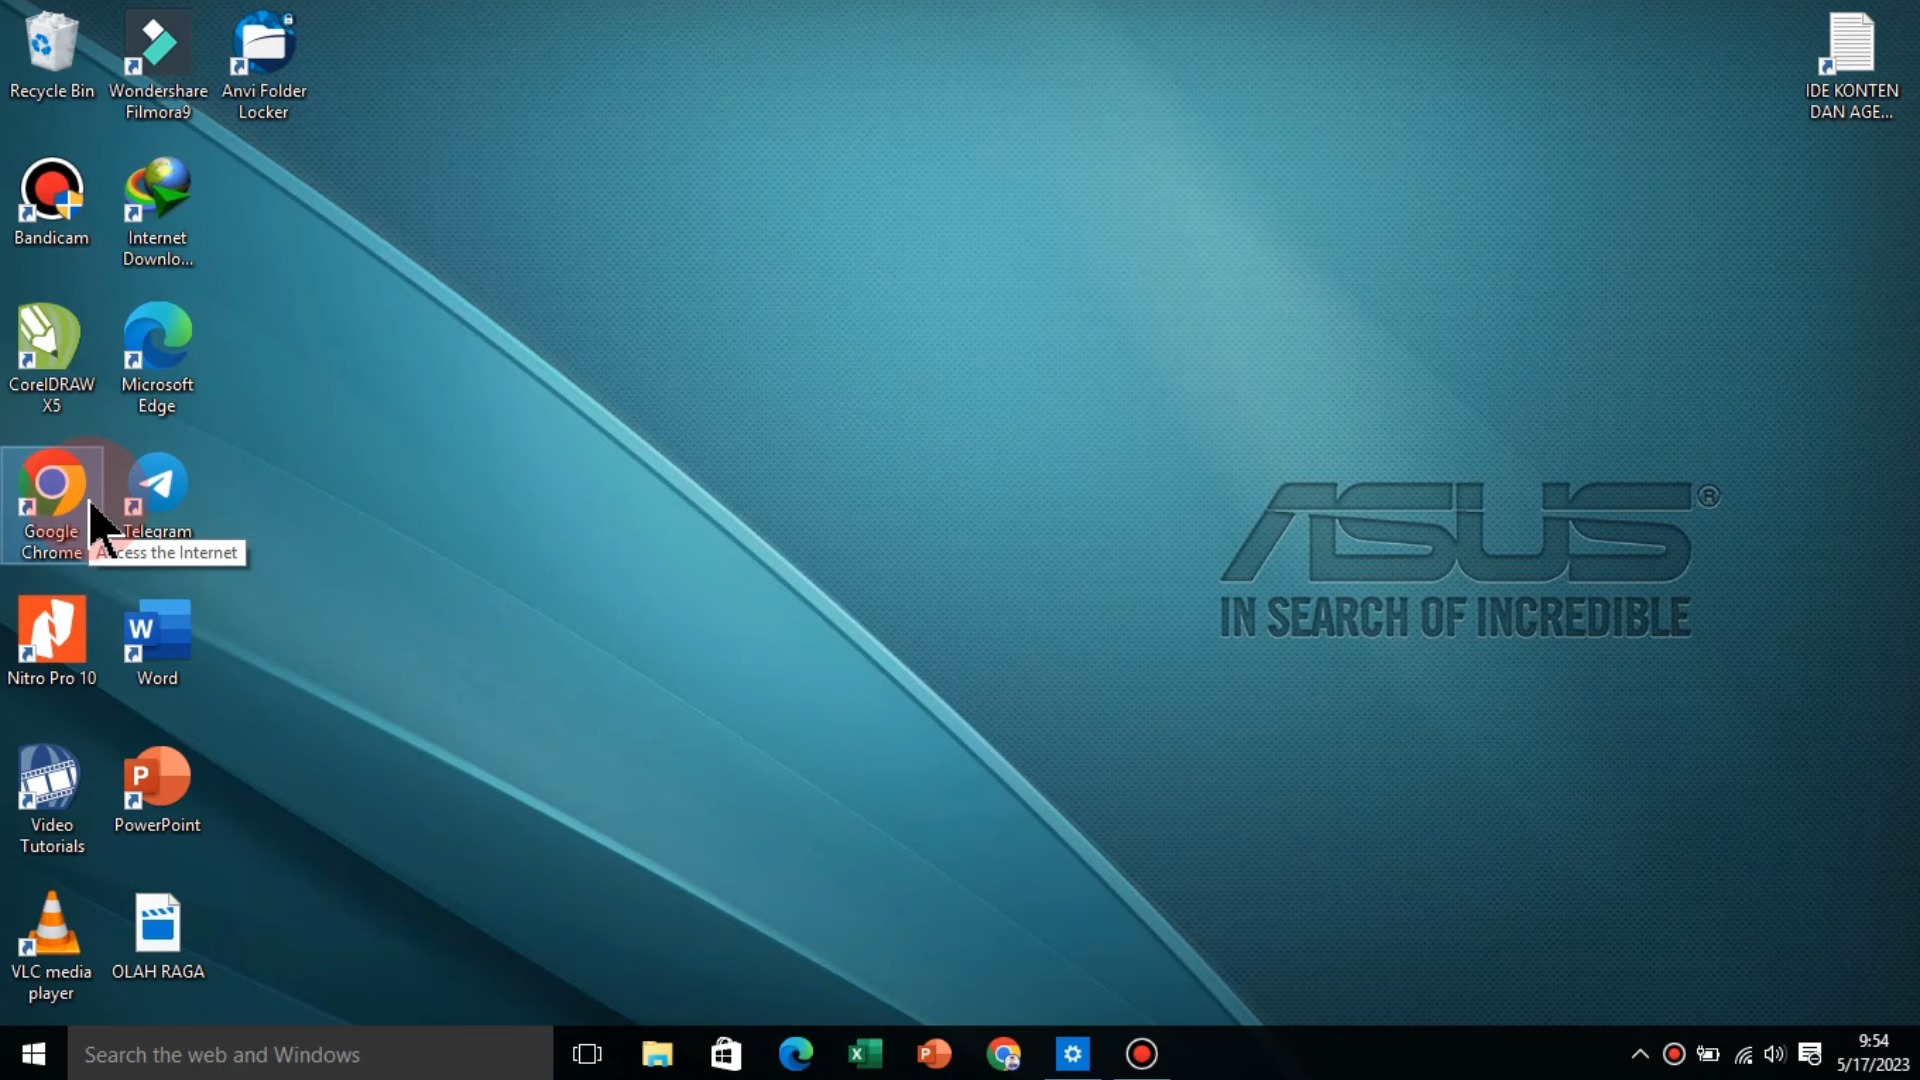 Recycle Bin
Wondershare
Filmora9
Anvi Folder
Locker
IDE KONTEN
DAN AGE...
Bandicam
Internet
Downlo...
CorelDRAW
X5
Microsoft
Edge
Google
Chrome
Telegram
Access the Internet
ASUS®
IN SEARCH OF INCREDIBLE
Nitro Pro 10
W
Word
Video
Tutorials
P
PowerPoint
VLC media
player
OLAH RAGA
Search the web and Windows
X
P
9:54
5/17/2023